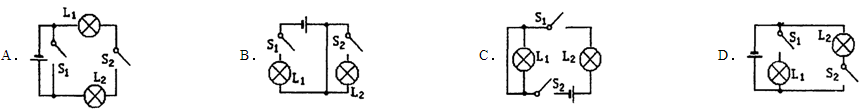 A. L₁ S₁ S₂ L₂
B. S₁ L₁ S₂ L₂
C. S₁ L₁ L₂ S₂
D. S₁ L₁ L₂ S₂